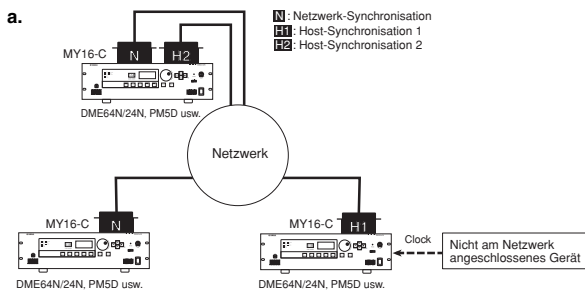 a.
N : Netzwerk-Synchronisation
H1 : Host-Synchronisation 1
H2 : Host-Synchronisation 2
MY16-C
N
H2
DME64N/24N, PM5D usw.
Netzwerk
MY16-C
N
DME64N/24N, PM5D usw.
MY16-C
H1
DME64N/24N, PM5D usw.
Clock
Nicht am Netzwerk
angeschlossenes Gerät